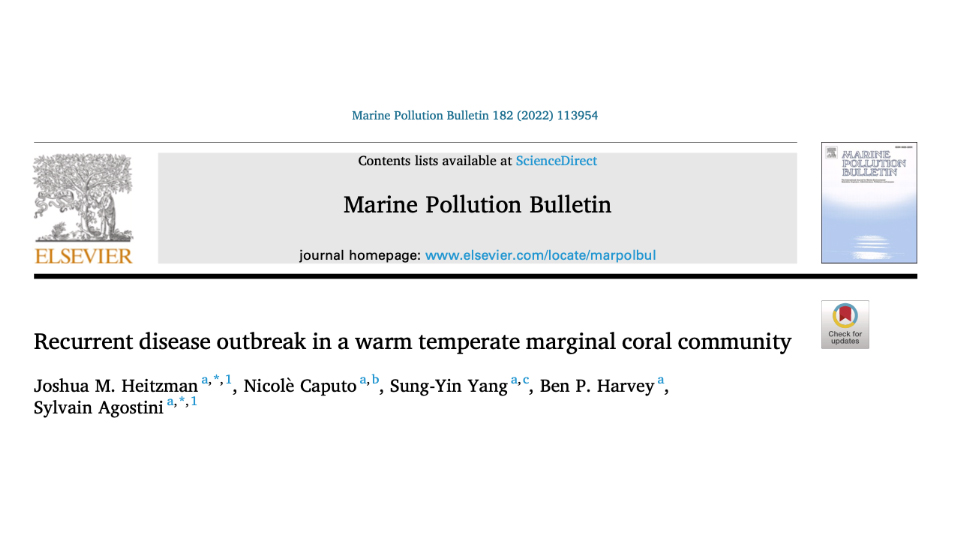 Marine Pollution Bulletin 182 (2022) 113954
Contents lists available at ScienceDirect
Marine Pollution Bulletin
journal homepage: www.elsevier.com/locate/marpolbul
ELSEVIER
MARINE
POLLUTION
BULLETIN
Check for
updates
Recurrent disease outbreak in a warm temperate marginal coral community
Joshua M. Heitzman a,*,1, Nicolè Caputo a,b, Sung-Yin Yang a,c, Ben P. Harvey a,
Sylvain Agostini a,*,1